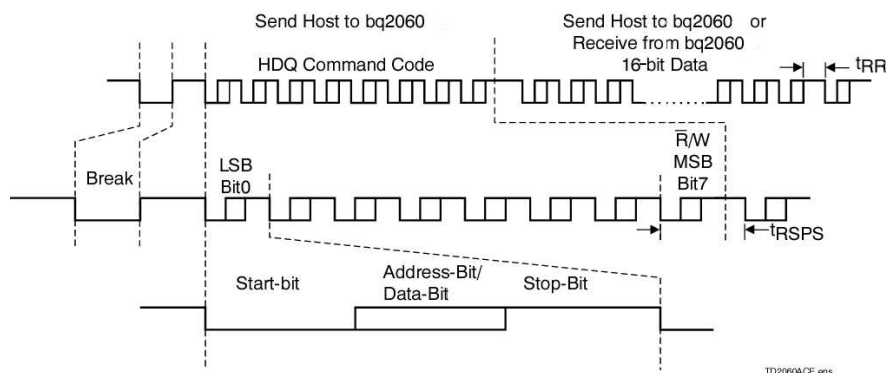 Send Host to bq2060
Send Host to bq2060 or
Receive from bq2060
16-bit Data
HDQ Command Code
tRR
Break
LSB
Bit0
R̅/W
MSB
Bit7
tRSPS
Start-bit
Address-Bit/
Data-Bit
Stop-Bit
TD2060ACF.eps